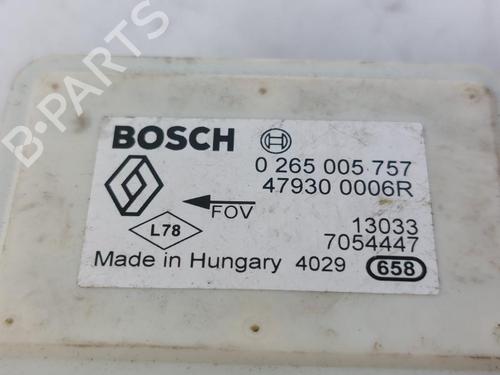 B-PARTS
BOSCH 0 265 005 757
47930 0006R
FOV
L78 13033
7054447
Made in Hungary 4029 658